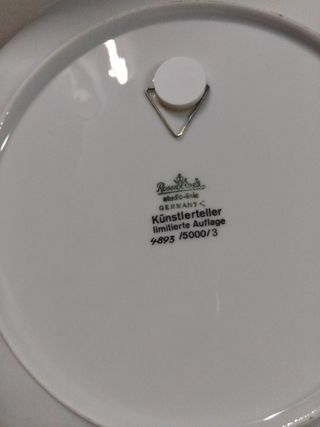 Rosenthal
studio-linie
GERMANY
Künstlerteller
limitierte Auflage
4893 /5000/3